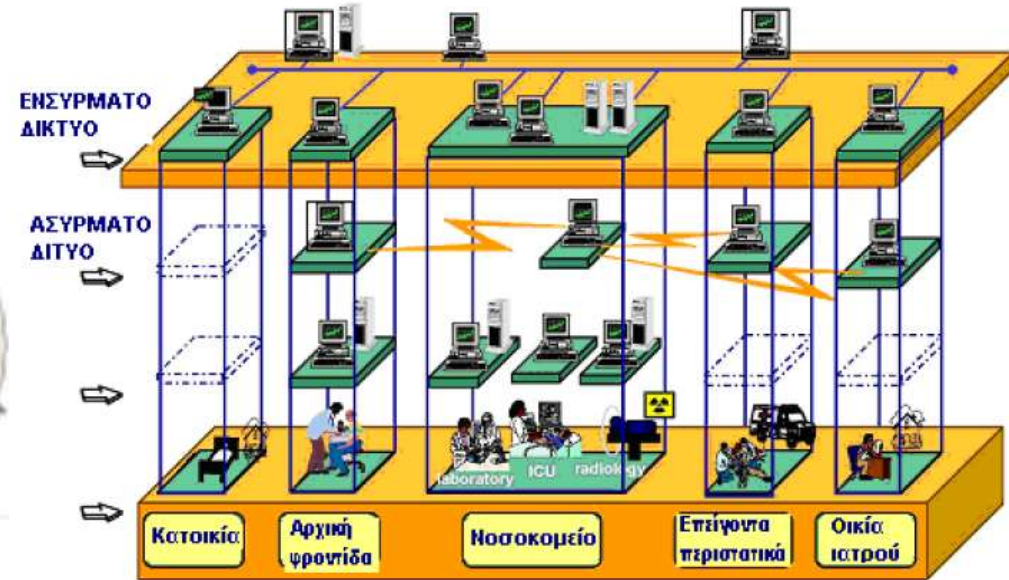 ΕΝΣΥΡΜΑΤΟ
ΔΙΚΤΥΟ
ΑΣΥΡΜΑΤΟ
ΔΙΤΥΟ
laboratory
ICU
radiology
Κατοικία
Αρχική
φροντίδα
Νοσοκομείο
Επείγοντα
περιστατικά
Οικία
ιατρού